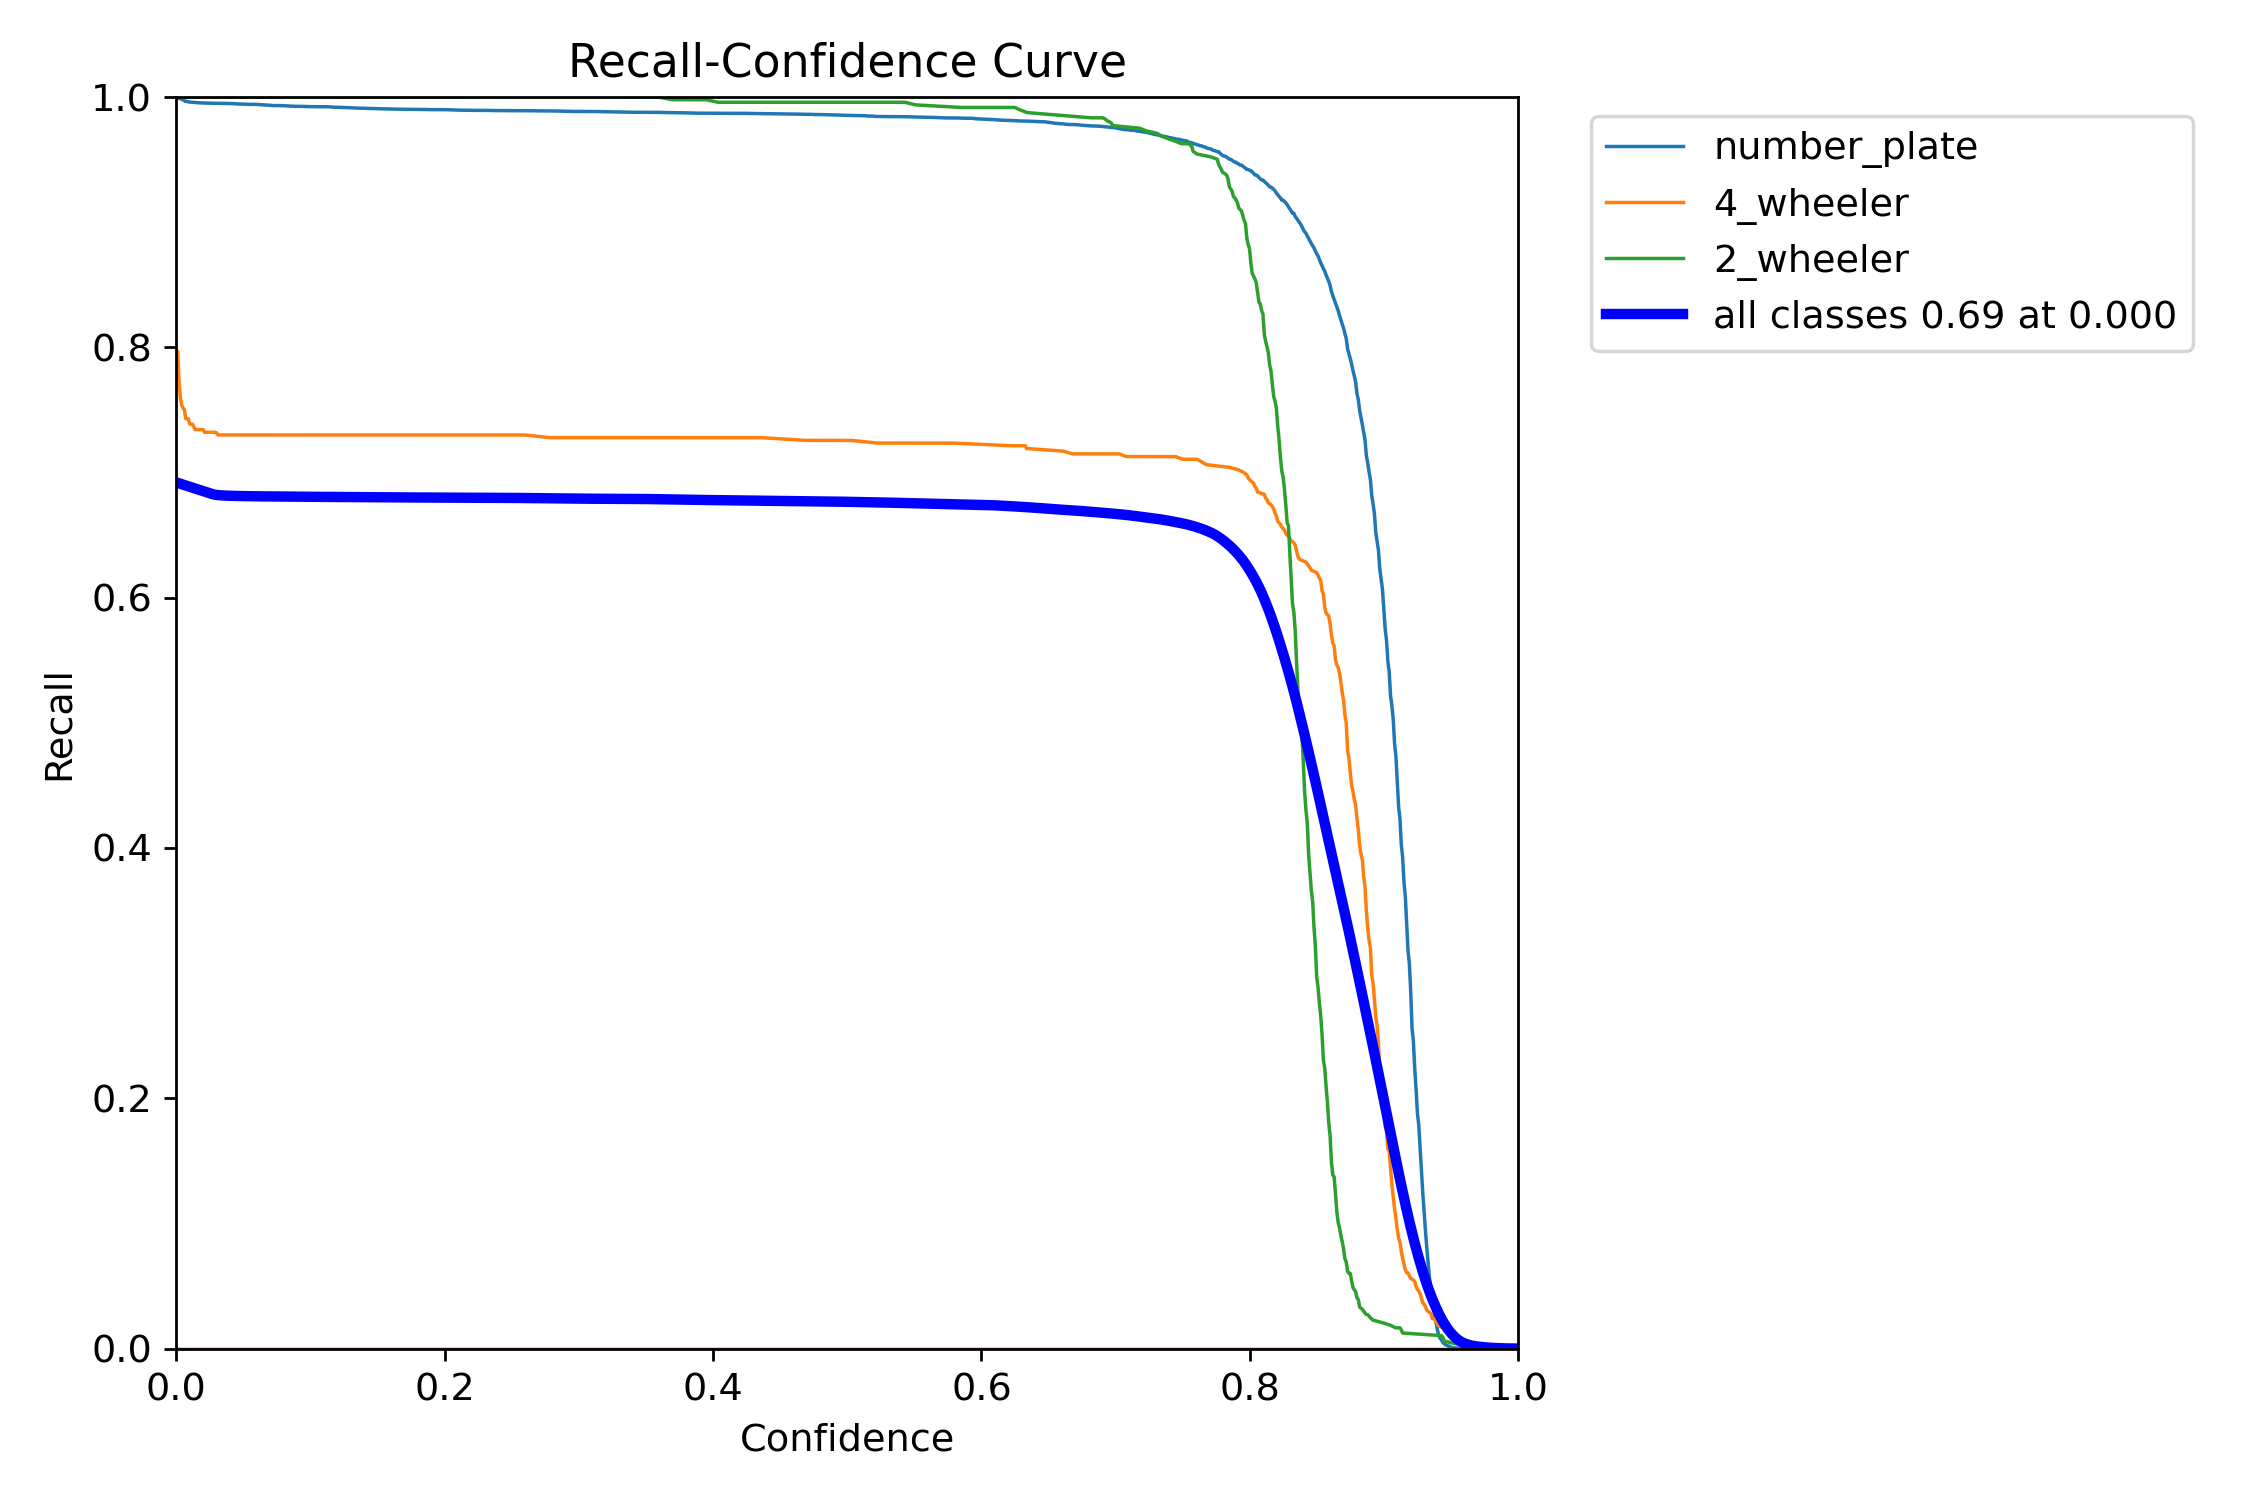 Recall-Confidence Curve
1.0
0.8
0.6
0.4
0.2
0.0
Recall
0.0 0.2 0.4 0.6 0.8 1.0
Confidence
number_plate
4_wheeler
2_wheeler
all classes 0.69 at 0.000